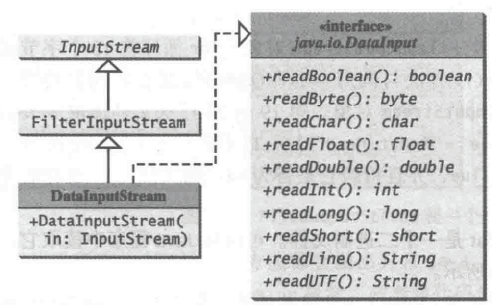 InputStream
FilterInputStream
DataInputStream
+DataInputStream(
in: InputStream)
«interface»
java.io.DataInput
+readBoolean(): boolean
+readByte(): byte
+readChar(): char
+readFloat(): float
+readDouble(): double
+readInt(): int
+readLong(): long
+readShort(): short
+readLine(): String
+readUTF(): String